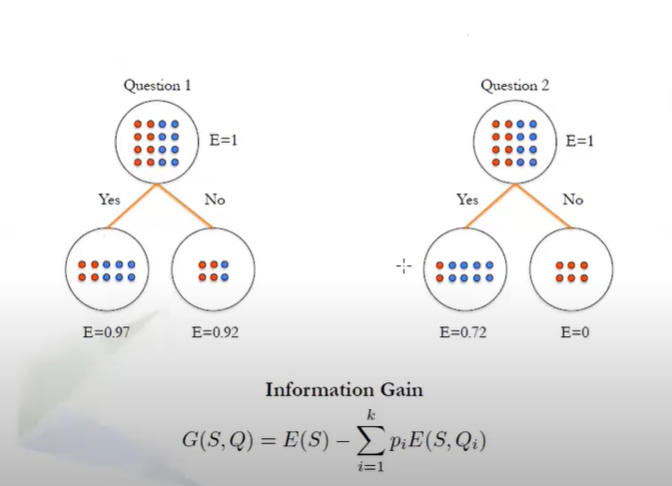 Question 1
E=1
Yes
No
E=0.97
E=0.92
Question 2
E=1
Yes
No
E=0.72
E=0
Information Gain
G(S, Q) = E(S) − \sum_{i=1}^{k} p_i E(S, Q_i)